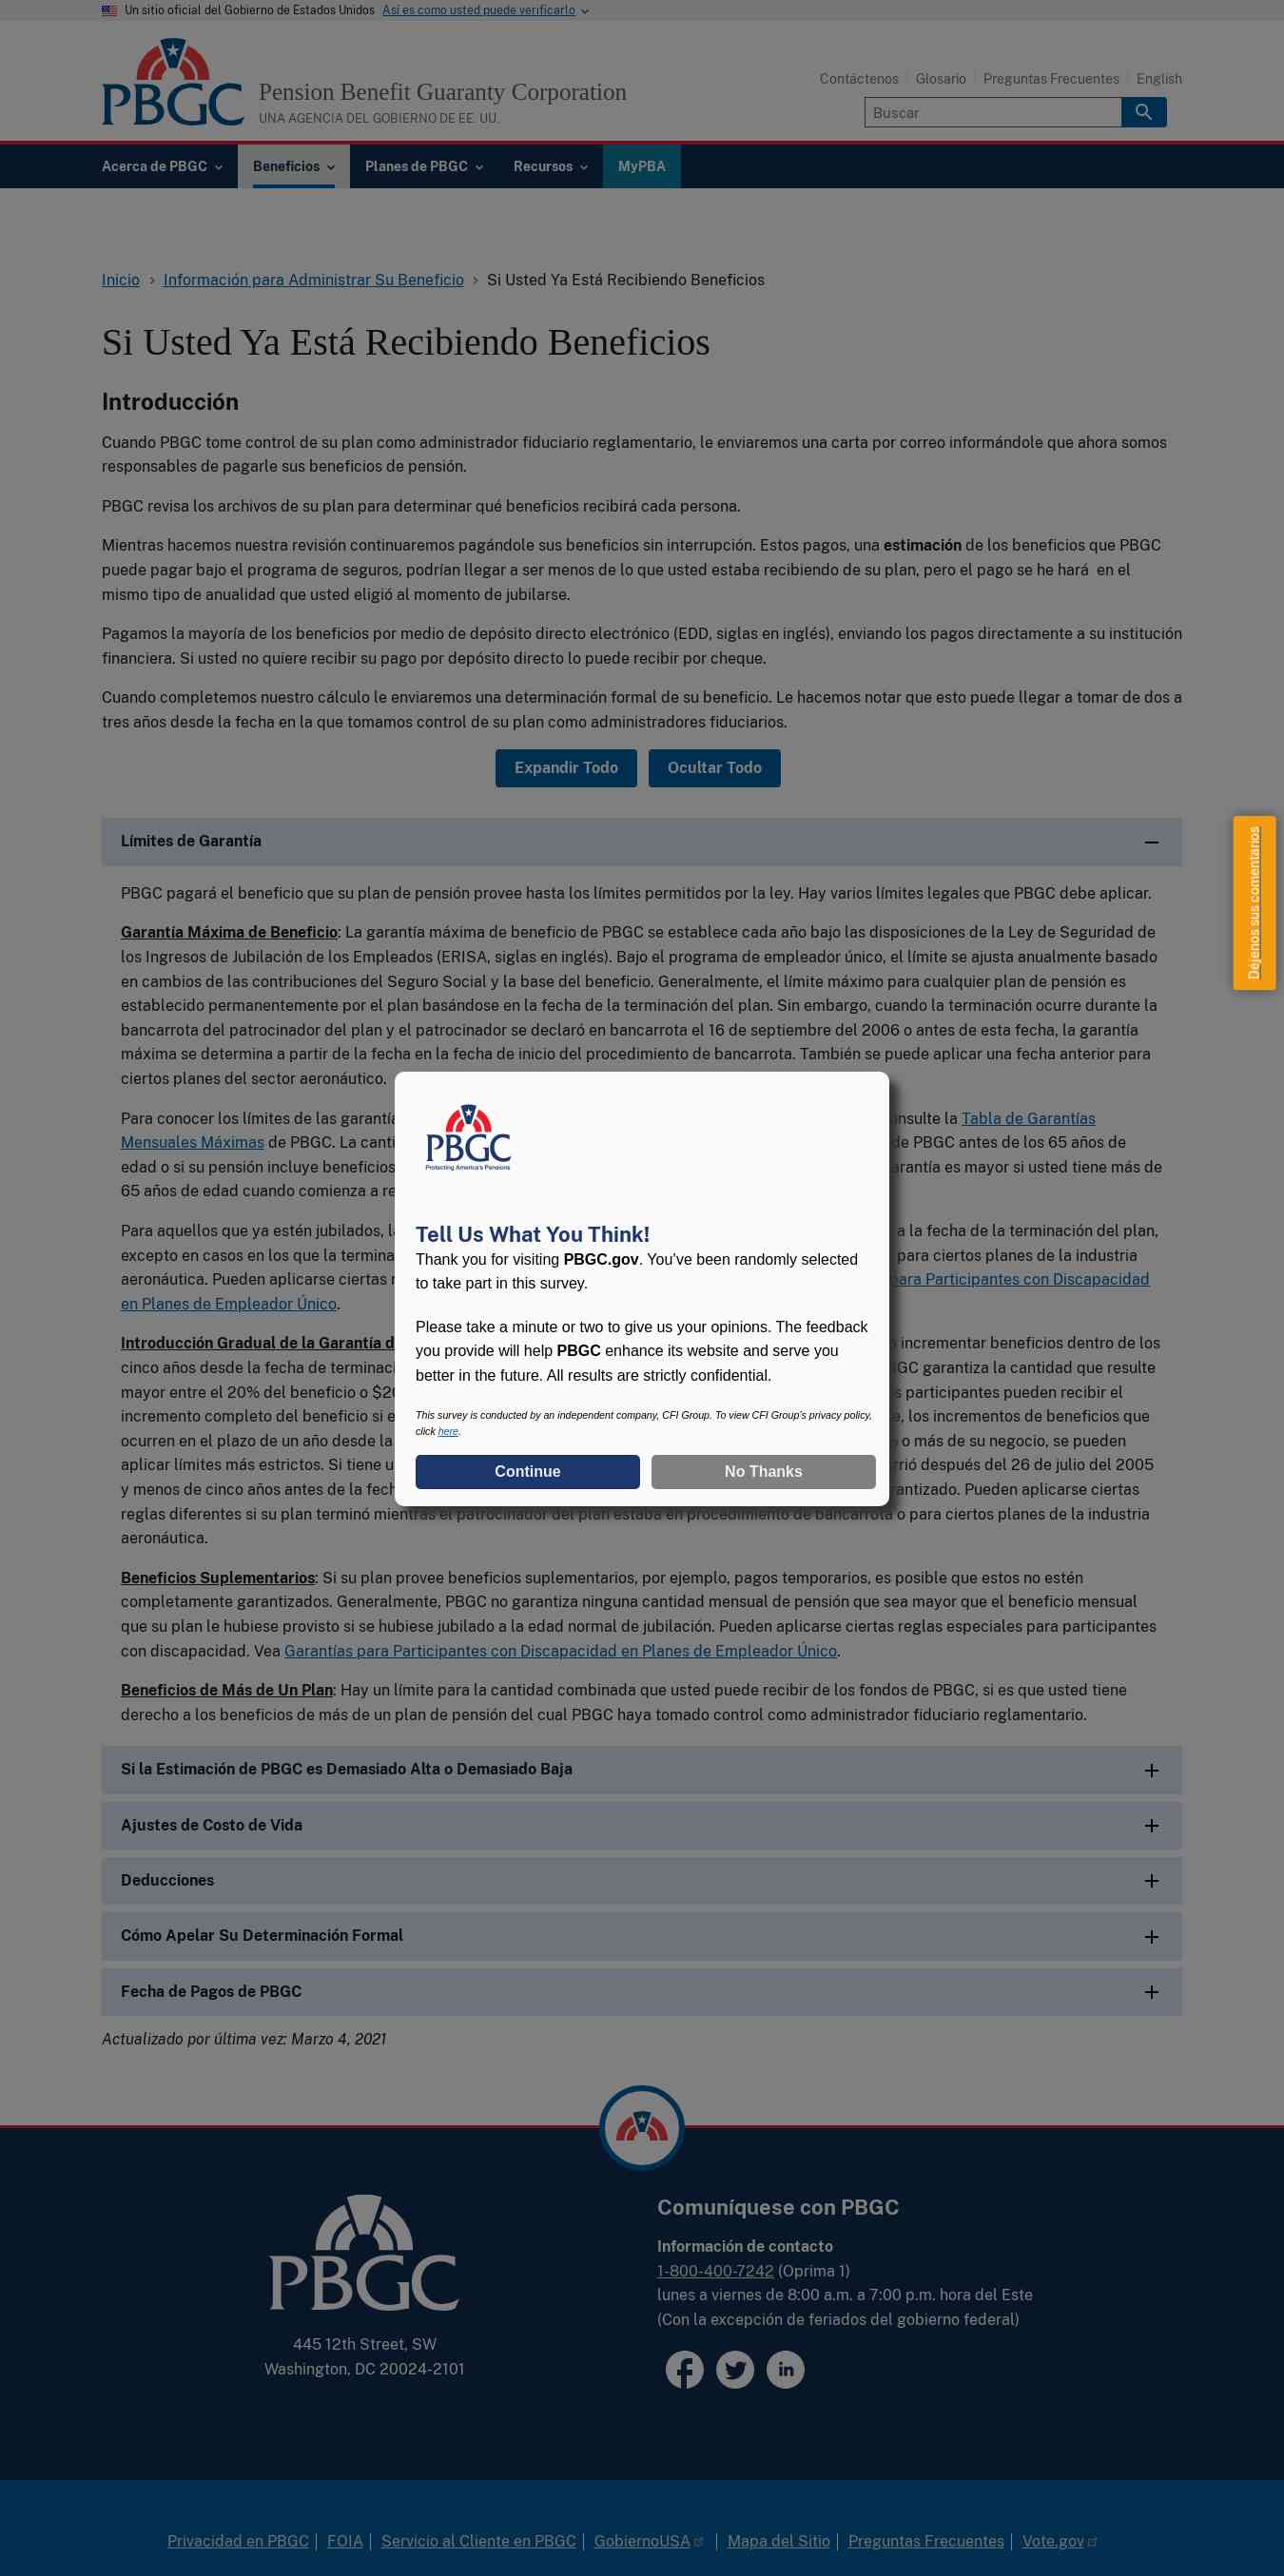 Un sitio oficial del Gobierno de Estados Unidos Así es como usted puede verificarlo
PBGC
Pension Benefit Guaranty Corporation
UNA AGENCIA DEL GOBIERNO DE EE. UU.
Contáctenos
Glosario
Preguntas Frecuentes
English
Buscar
Acerca de PBGC
Beneficios
Planes de PBGC
Recursos
MyPBA
Inicio > Información para Administrar Su Beneficio > Si Usted Ya Está Recibiendo Beneficios
Si Usted Ya Está Recibiendo Beneficios
Introducción
Cuando PBGC tome control de su plan como administrador fiduciario reglamentario, le enviaremos una carta por correo informándole que ahora somos
responsables de pagarle sus beneficios de pensión.
PBGC revisa los archivos de su plan para determinar qué beneficios recibirá cada persona.
Mientras hacemos nuestra revisión continuaremos pagándole sus beneficios sin interrupción. Estos pagos, una estimación de los beneficios que PBGC
puede pagar bajo el programa de seguros, podrían llegar a ser menos de lo que usted estaba recibiendo de su plan, pero el pago se he hará en el
mismo tipo de anualidad que usted eligió al momento de jubilarse.
Pagamos la mayoría de los beneficios por medio de depósito directo electrónico (EDD, siglas en inglés), enviando los pagos directamente a su institución
financiera. Si usted no quiere recibir su pago por depósito directo lo puede recibir por cheque.
Cuando completemos nuestro cálculo le enviaremos una determinación formal de su beneficio. Le hacemos notar que esto puede llegar a tomar de dos a
tres años desde la fecha en la que tomamos control de su plan como administradores fiduciarios.
Expandir Todo
Ocultar Todo
Límites de Garantía
Déjenos sus comentarios
PBGC pagará el beneficio que su plan de pensión provee hasta los límites permitidos por la ley. Hay varios límites legales que PBGC debe aplicar.
Garantía Máxima de Beneficio: La garantía máxima de beneficio de PBGC se establece cada año bajo las disposiciones de la Ley de Seguridad de
los Ingresos de Jubilación de los Empleados (ERISA, siglas en inglés). Bajo el programa de empleador único, el límite se ajusta anualmente basado
en cambios de las contribuciones del Seguro Social y la base del beneficio. Generalmente, el límite máximo para cualquier plan de pensión es
establecido permanentemente por el plan basándose en la fecha de la terminación del plan. Sin embargo, cuando la terminación ocurre durante la
bancarrota del patrocinador del plan y el patrocinador se declaró en bancarrota el 16 de septiembre del 2006 o antes de esta fecha, la garantía
máxima se determina a partir de la fecha en la fecha de inicio del procedimiento de bancarrota. También se puede aplicar una fecha anterior para
ciertos planes del sector aeronáutico.
Para conocer los límites de las garantía nsulte la Tabla de Garantías
Mensuales Máximas de PBGC. La canti de PBGC antes de los 65 años de
edad o si su pensión incluye beneficios arantía es mayor si usted tiene más de
65 años de edad cuando comienza a re
Para aquellos que ya estén jubilados, l a la fecha de la terminación del plan,
excepto en casos en los que la termina para ciertos planes de la industria
aeronáutica. Pueden aplicarse ciertas para Participantes con Discapacidad
en Planes de Empleador Único.
Introducción Gradual de la Garantía d incrementar beneficios dentro de los
cinco años desde la fecha de terminaci BGC garantiza la cantidad que resulte
mayor entre el 20% del beneficio o $20 s participantes pueden recibir el
incremento completo del beneficio si e e, los incrementos de beneficios que
ocurren en el plazo de un año desde la o más de su negocio, se pueden
aplicar límites más estrictos. Si tiene u rrió después del 26 de julio del 2005
y menos de cinco años antes de la fech antizado. Pueden aplicarse ciertas
reglas diferentes si su plan terminó mientras el patrocinador del plan estaba en procedimiento de bancarrota o para ciertos planes de la industria
aeronáutica.
PBGC
Protecting America's Pensions
Tell Us What You Think!
Thank you for visiting PBGC.gov. You've been randomly selected
to take part in this survey.
Please take a minute or two to give us your opinions. The feedback
you provide will help PBGC enhance its website and serve you
better in the future. All results are strictly confidential.
This survey is conducted by an independent company, CFI Group. To view CFI Group's privacy policy,
click here.
Continue
No Thanks
Beneficios Suplementarios: Si su plan provee beneficios suplementarios, por ejemplo, pagos temporarios, es posible que estos no estén
completamente garantizados. Generalmente, PBGC no garantiza ninguna cantidad mensual de pensión que sea mayor que el beneficio mensual
que su plan le hubiese provisto si se hubiese jubilado a la edad normal de jubilación. Pueden aplicarse ciertas reglas especiales para participantes
con discapacidad. Vea Garantías para Participantes con Discapacidad en Planes de Empleador Único.
Beneficios de Más de Un Plan: Hay un límite para la cantidad combinada que usted puede recibir de los fondos de PBGC, si es que usted tiene
derecho a los beneficios de más de un plan de pensión del cual PBGC haya tomado control como administrador fiduciario reglamentario.
Si la Estimación de PBGC es Demasiado Alta o Demasiado Baja
Ajustes de Costo de Vida
Deducciones
Cómo Apelar Su Determinación Formal
Fecha de Pagos de PBGC
Actualizado por última vez: Marzo 4, 2021
PBGC
445 12th Street, SW
Washington, DC 20024-2101
Comuníquese con PBGC
Información de contacto
1-800-400-7242 (Oprima 1)
lunes a viernes de 8:00 a.m. a 7:00 p.m. hora del Este
(Con la excepción de feriados del gobierno federal)
Privacidad en PBGC | FOIA | Servicio al Cliente en PBGC | GobiernoUSA | Mapa del Sitio | Preguntas Frecuentes | Vote.gov